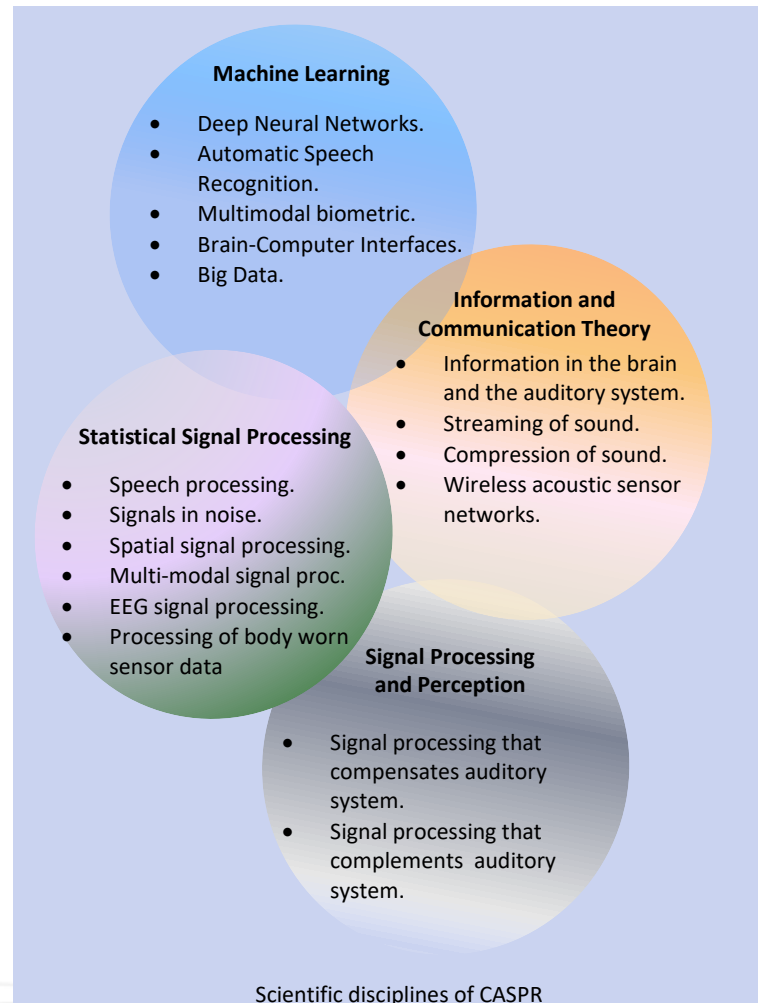 Machine Learning
• Deep Neural Networks.
• Automatic Speech
Recognition.
• Multimodal biometric.
• Brain-Computer Interfaces.
• Big Data.
Information and
Communication Theory
• Information in the brain
and the auditory system.
• Streaming of sound.
• Compression of sound.
• Wireless acoustic sensor
networks.
Statistical Signal Processing
• Speech processing.
• Signals in noise.
• Spatial signal processing.
• Multi-modal signal proc.
• EEG signal processing.
• Processing of body worn
sensor data
Signal Processing
and Perception
• Signal processing that
compensates auditory
system.
• Signal processing that
complements auditory
system.
Scientific disciplines of CASPR